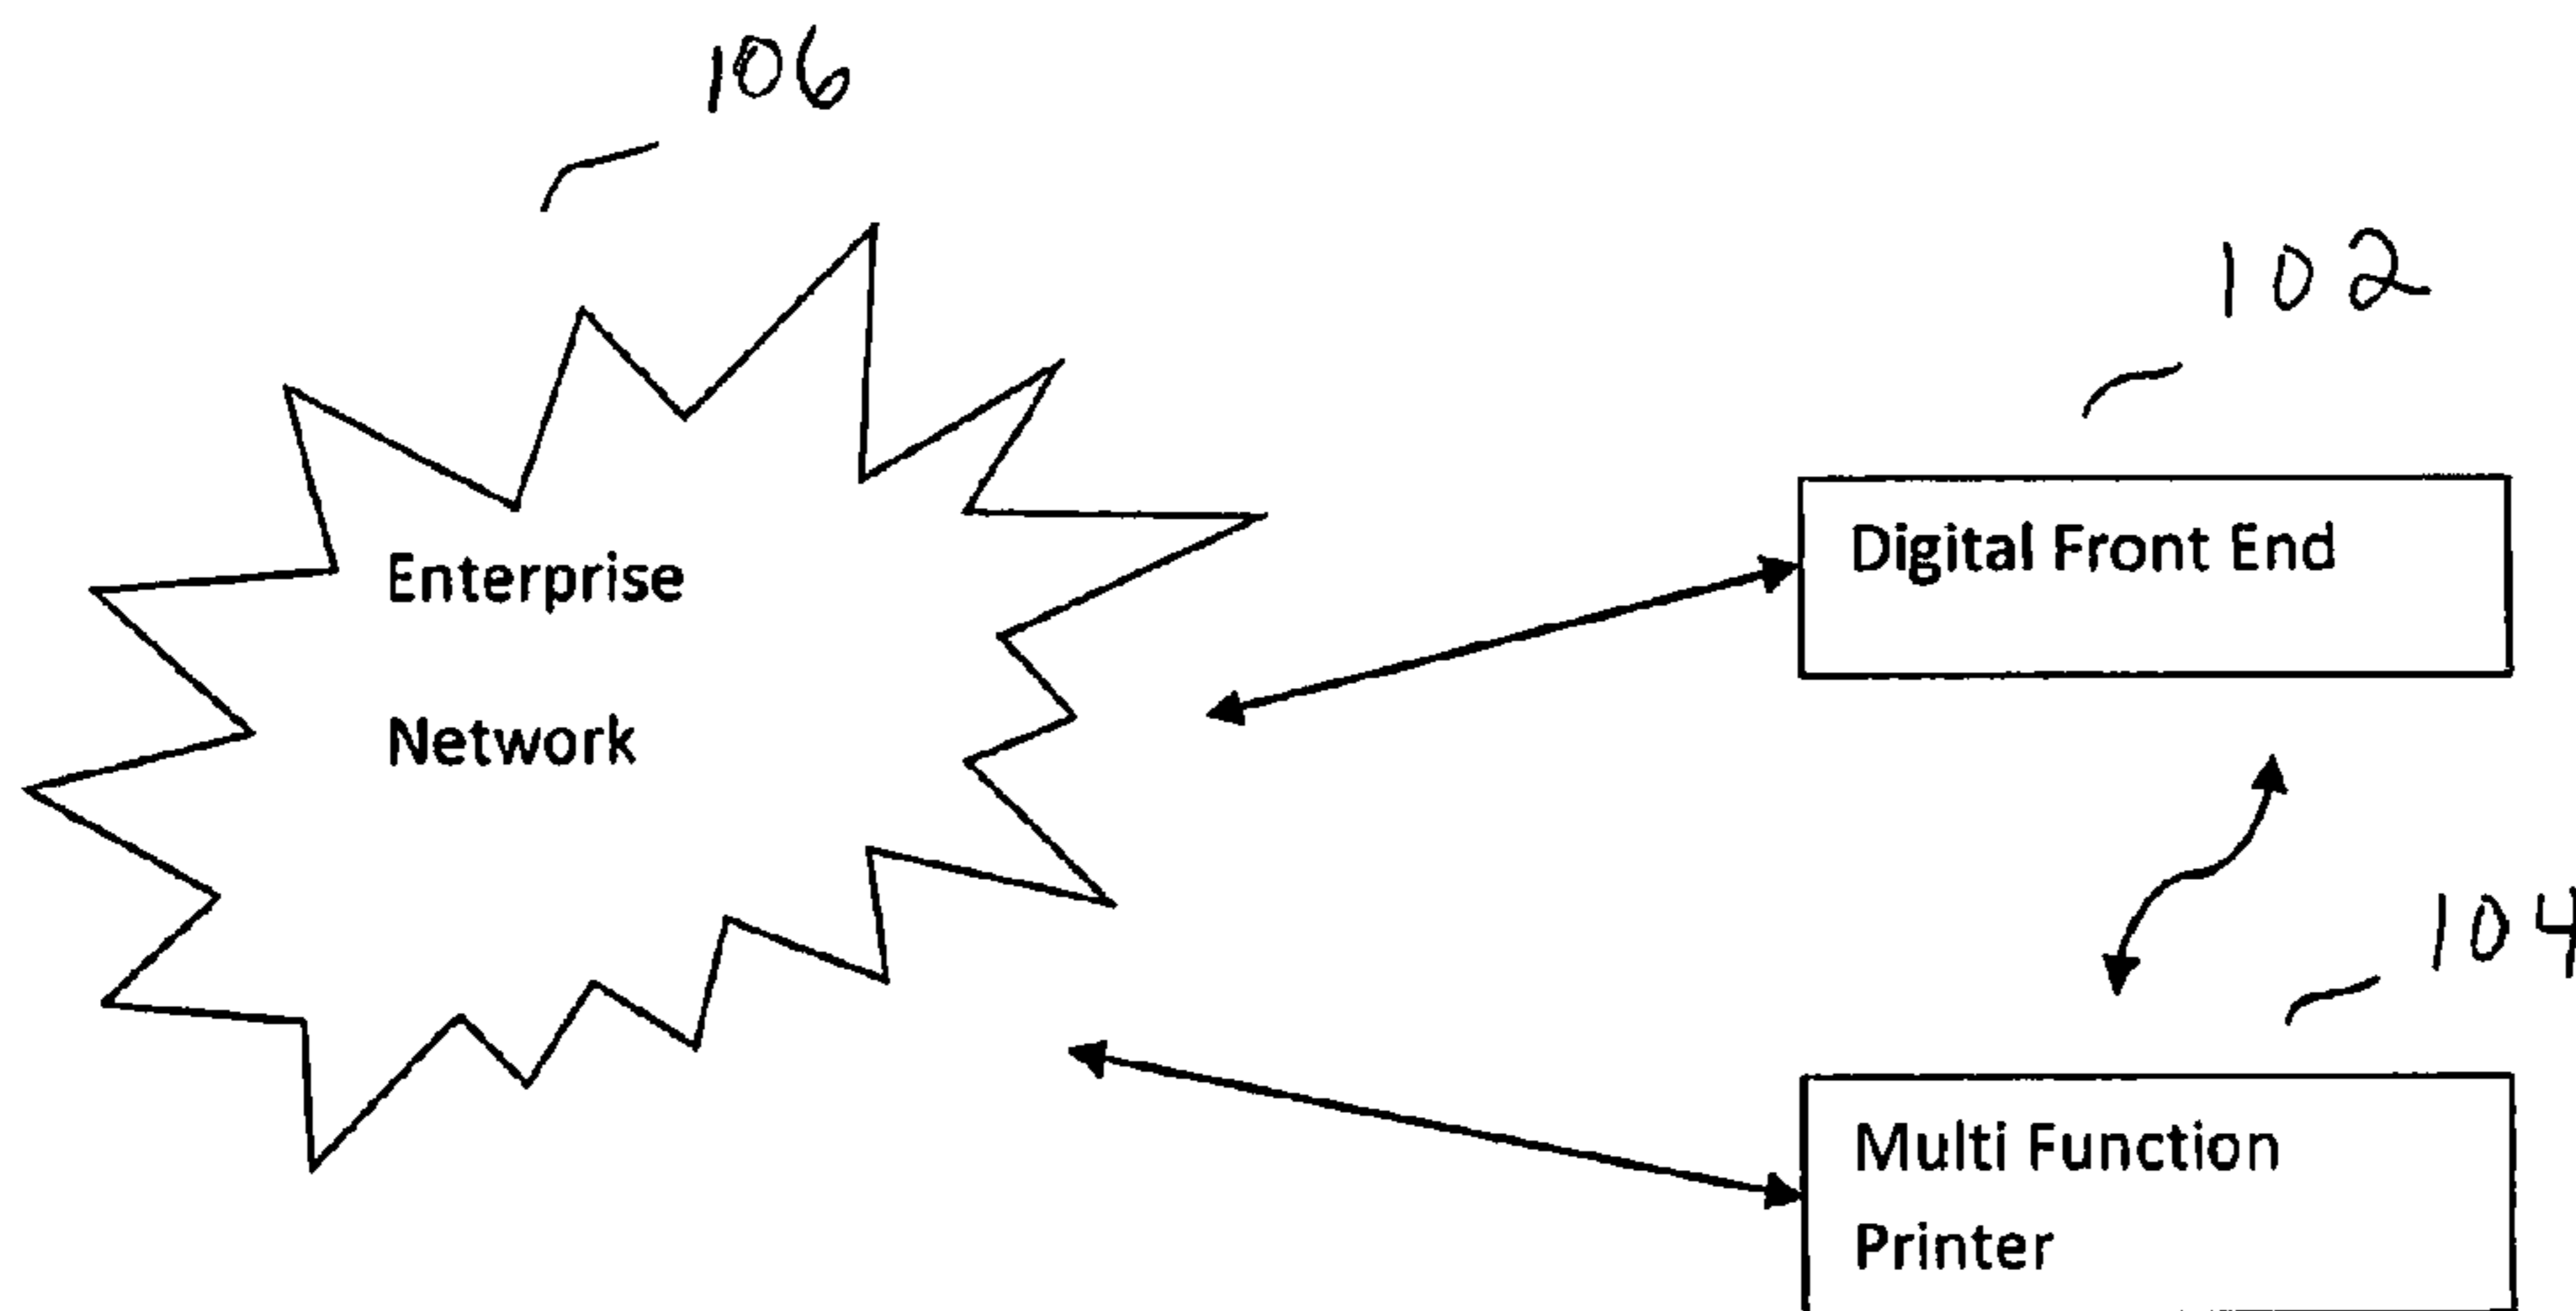 106
102
Enterprise
Digital Front End
Network
104
Multi Function
Printer